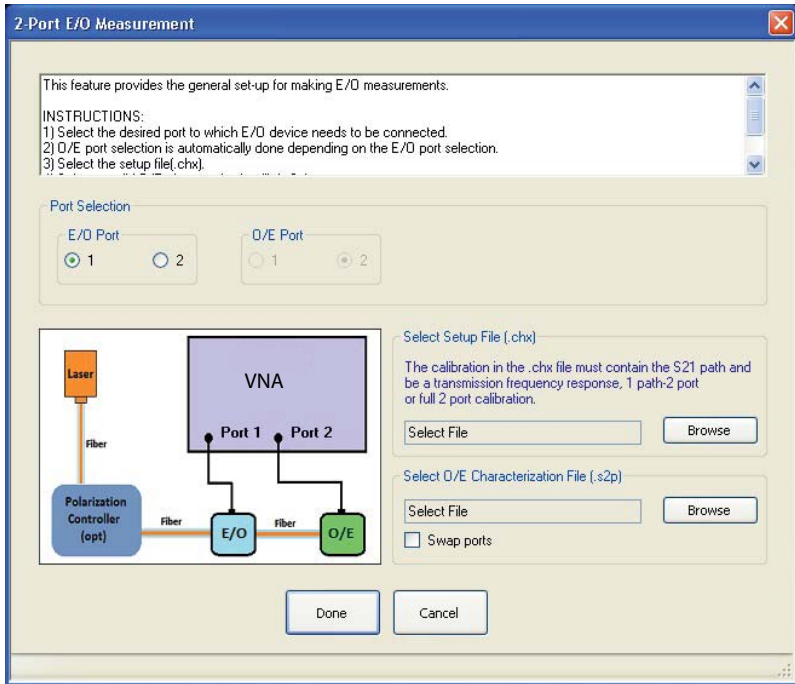 2-Port E/O Measurement
This feature provides the general set-up for making E/O measurements.
INSTRUCTIONS:
1) Select the desired port to which E/O device needs to be connected.
2) O/E port selection is automatically done depending on the E/O port selection.
3) Select the setup file(.chx).
Port Selection
E/O Port
O/E Port
1
2
1
2
Laser
Fiber
Polarization
Controller
(opt)
Fiber
VNA
Port 1
Port 2
E/O
Fiber
O/E
Select Setup File (.chx)
The calibration in the .chx file must contain the S21 path and
be a transmission frequency response, 1 path-2 port
or full 2 port calibration.
Select File
Browse
Select O/E Characterization File (.s2p)
Select File
Browse
Swap ports
Done
Cancel